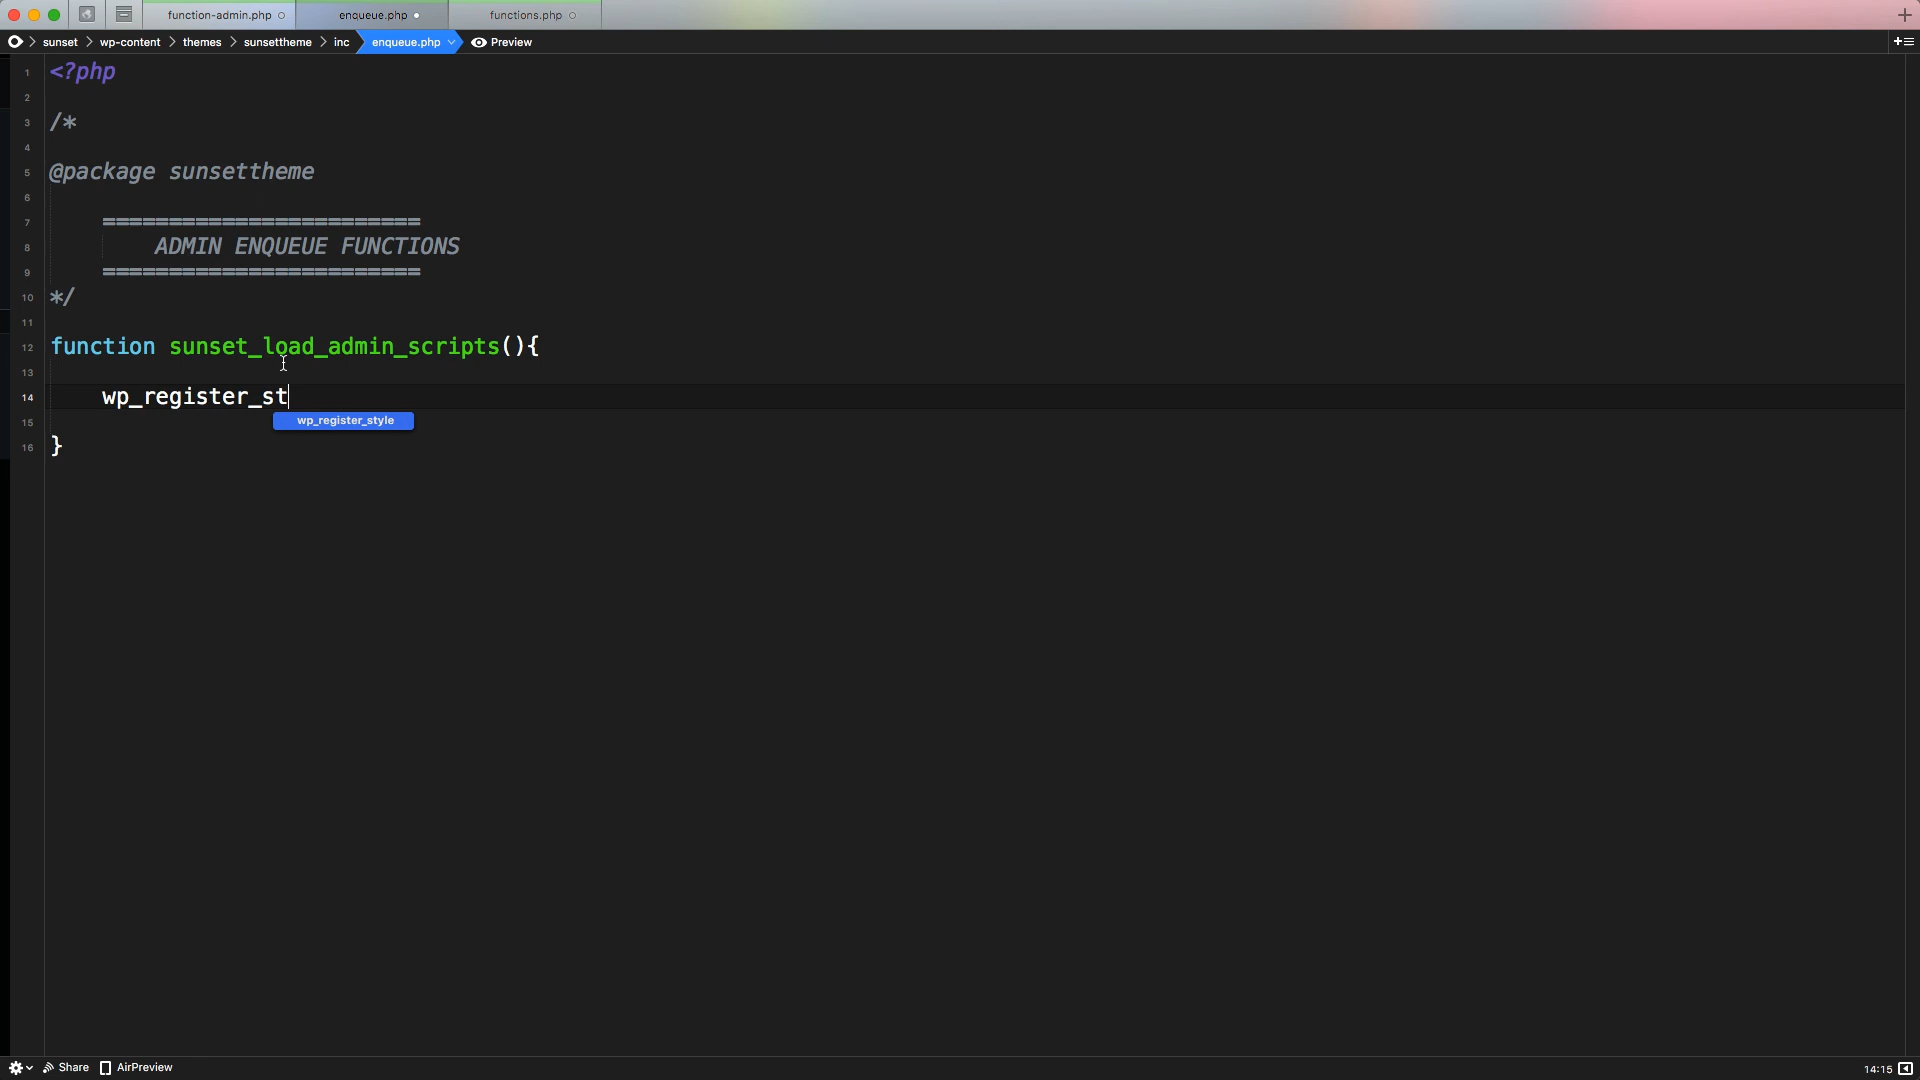 function-admin.php
enqueue.php
functions.php
sunset
wp-content
themes
sunsettheme
inc
enqueue.php
Preview
1 <?php
2
3 /*
4
5 @package sunsettheme
6
7 ========================
8 ADMIN ENQUEUE FUNCTIONS
9 ========================
10 */
11
12 function sunset_load_admin_scripts(){
13
14 wp_register_st
wp_register_style
15
16 }
Share
AirPreview
14:15